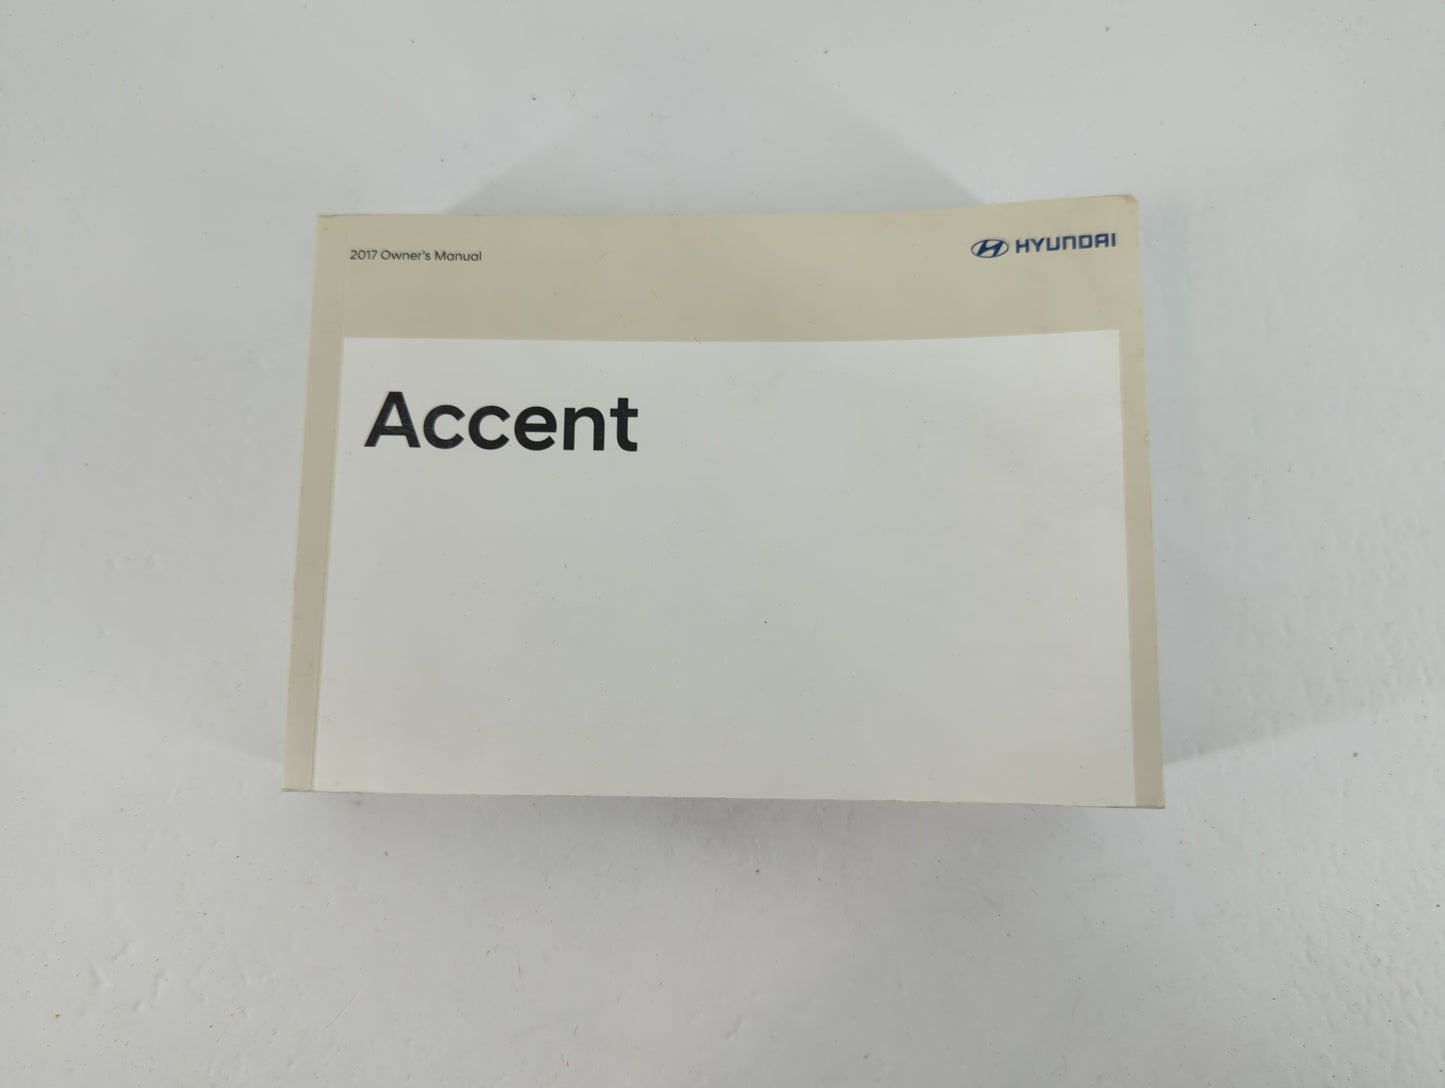 2017 Owner's Manual
HYUNDAI
Accent